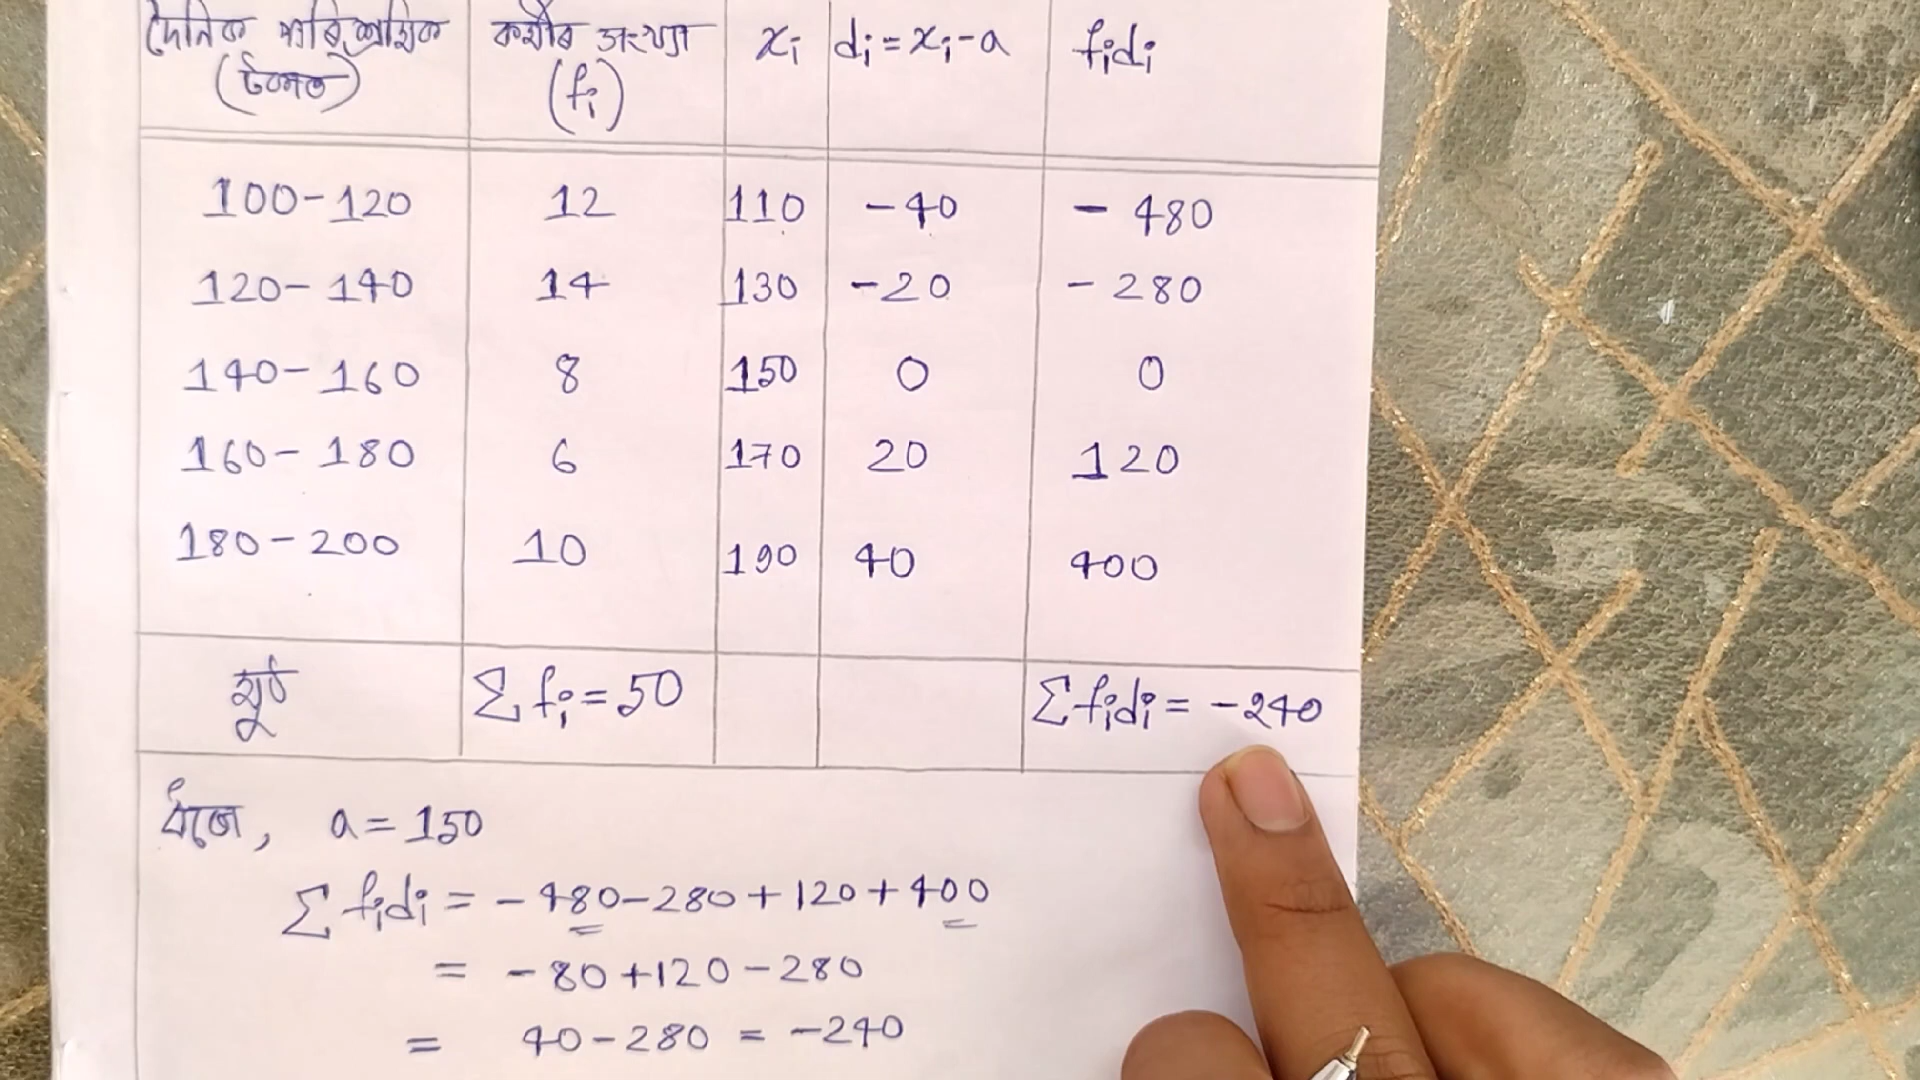 দৈনিক পাৰিশ্ৰমিক (টকাত) কৰ্মীৰ সংখ্যা (fi) xi di=xi-a fidi
100-120 12 110 -40 -480
120-140 14 130 -20 -280
140-160 8 150 0 0
160-180 6 170 20 120
180-200 10 190 40 400
মুঠ Σfi=50 Σfidi=-240
ধৰোঁ, a=150
Σfidi = -480-280+120+400
= -80+120-280
= 40-280 = -240